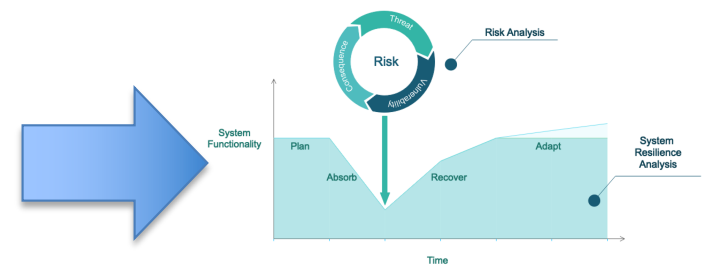 Threat
Risk Analysis
Risk
Consequence
Vulnerability
System
Functionality
Plan
Adapt
System
Resilience
Analysis
Absorb
Recover
Time